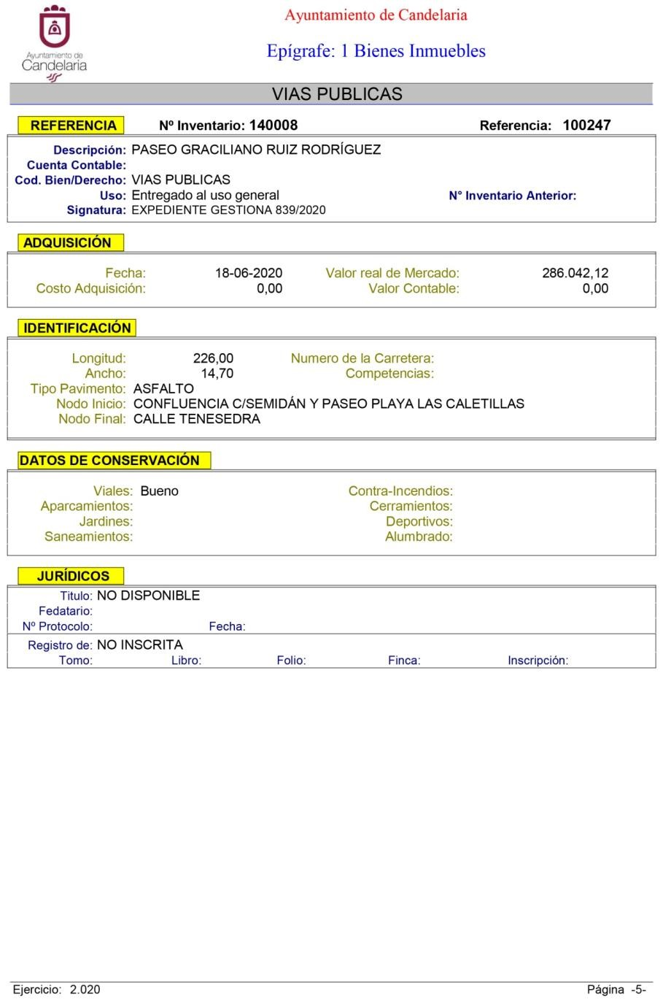 Ayuntamiento de Candelaria
Ayuntamiento de
Candelaria
Epígrafe: 1 Bienes Inmuebles
VIAS PUBLICAS
REFERENCIA Nº Inventario: 140008 Referencia: 100247
Descripción: PASEO GRACILIANO RUIZ RODRÍGUEZ
Cuenta Contable:
Cod. Bien/Derecho: VIAS PUBLICAS
Uso: Entregado al uso general N° Inventario Anterior:
Signatura: EXPEDIENTE GESTIONA 839/2020
ADQUISICIÓN
Fecha: 18-06-2020 Valor real de Mercado: 286.042,12
Costo Adquisición: 0,00 Valor Contable: 0,00
IDENTIFICACIÓN
Longitud: 226,00 Numero de la Carretera:
Ancho: 14,70 Competencias:
Tipo Pavimento: ASFALTO
Nodo Inicio: CONFLUENCIA C/SEMIDÁN Y PASEO PLAYA LAS CALETILLAS
Nodo Final: CALLE TENESEDRA
DATOS DE CONSERVACIÓN
Viales: Bueno Contra-Incendios:
Aparcamientos: Cerramientos:
Jardines: Deportivos:
Saneamientos: Alumbrado:
JURÍDICOS
Titulo: NO DISPONIBLE
Fedatario:
Nº Protocolo: Fecha:
Registro de: NO INSCRITA
Tomo: Libro: Folio: Finca: Inscripción:
Ejercicio: 2.020 Página -5-